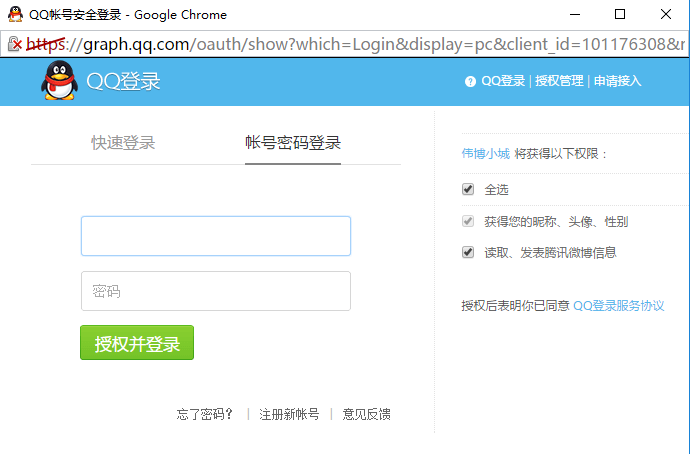 QQ帐号安全登录 - Google Chrome
https://graph.qq.com/oauth/show?which=Login&display=pc&client_id=101176308&r
QQ登录
QQ登录 | 授权管理 | 申请接入
快速登录 帐号密码登录
密码
授权并登录
忘了密码? | 注册新帐号 | 意见反馈
伟博小城 将获得以下权限：
全选
获得您的昵称、头像、性别
读取、发表腾讯微博信息
授权后表明你已同意 QQ登录服务协议